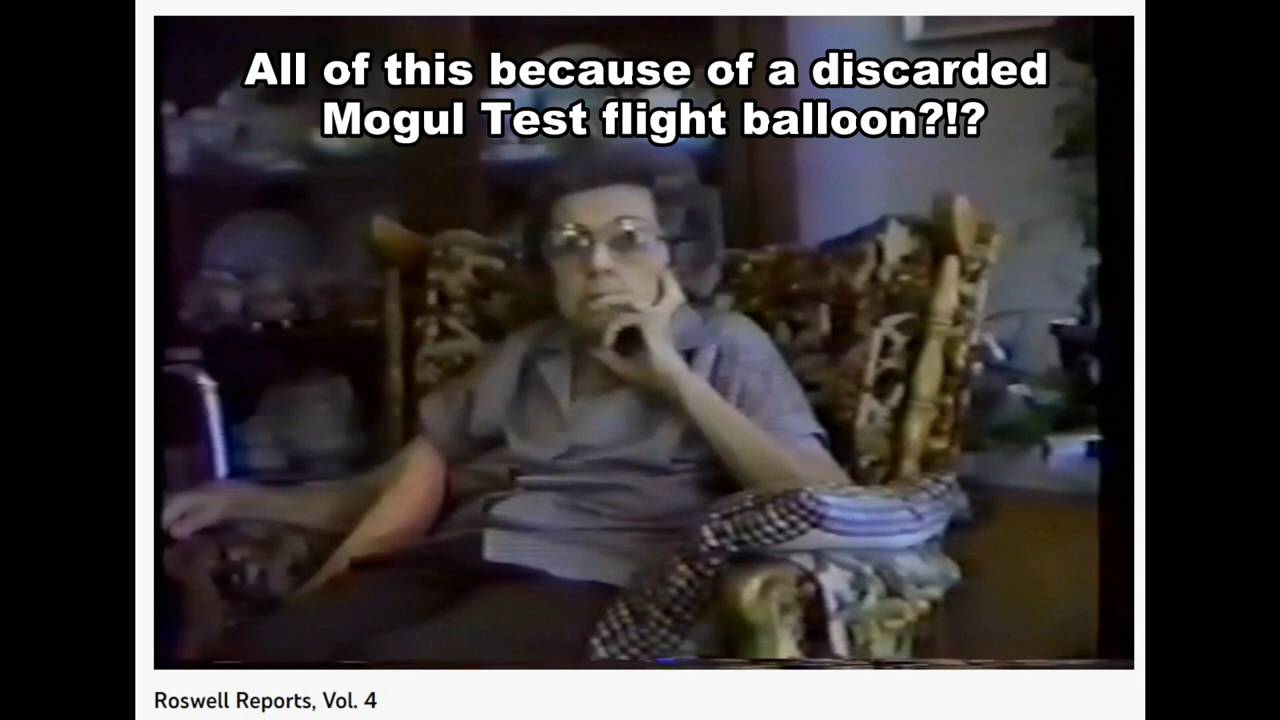 All of this because of a discarded
Mogul Test flight balloon?!?
Roswell Reports, Vol. 4